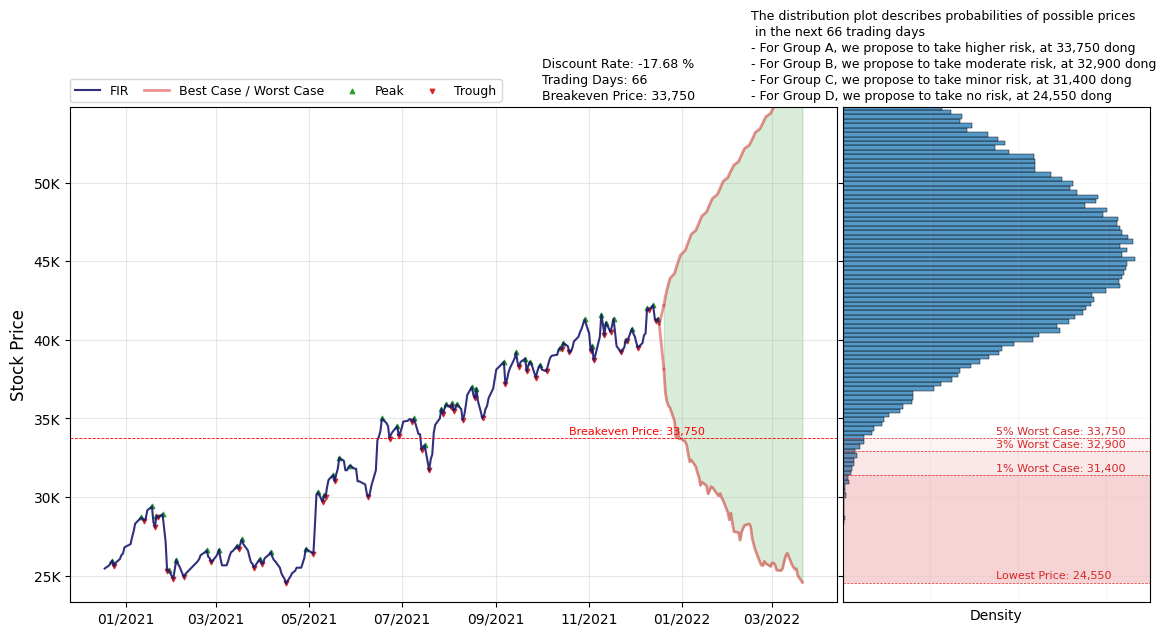 The distribution plot describes probabilities of possible prices
in the next 66 trading days
- For Group A, we propose to take higher risk, at 33,750 dong
- For Group B, we propose to take moderate risk, at 32,900 dong
- For Group C, we propose to take minor risk, at 31,400 dong
- For Group D, we propose to take no risk, at 24,550 dong
Discount Rate: -17.68 %
Trading Days: 66
Breakeven Price: 33,750
FIR
Best Case / Worst Case
Peak
Trough
Stock Price
50K
45K
40K
35K
30K
25K
Breakeven Price: 33,750
5% Worst Case: 33,750
3% Worst Case: 32,900
1% Worst Case: 31,400
Lowest Price: 24,550
01/2021
03/2021
05/2021
07/2021
09/2021
11/2021
01/2022
03/2022
Density